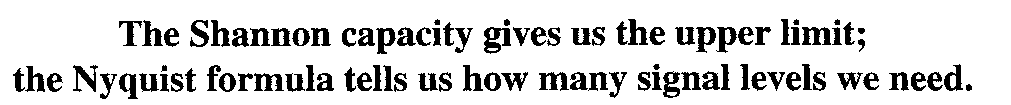 The Shannon capacity gives us the upper limit;
the Nyquist formula tells us how many signal levels we need.